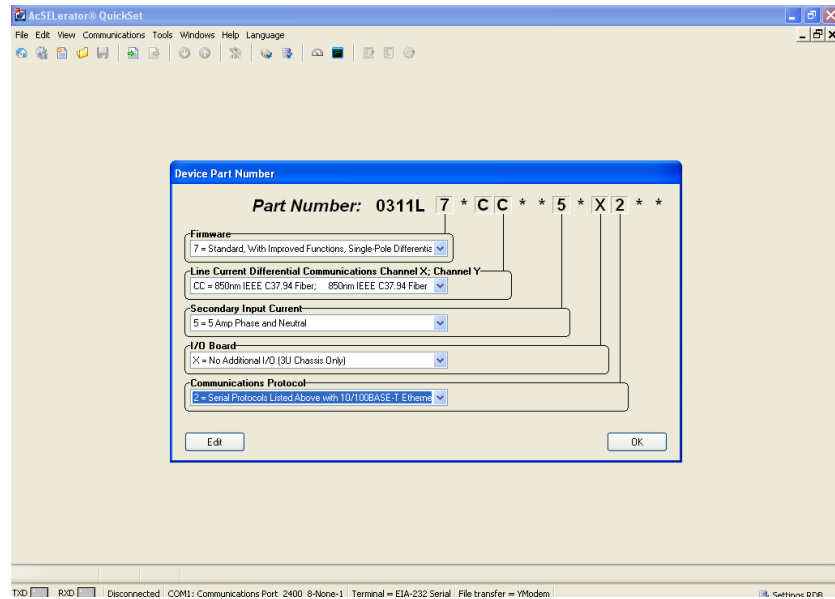 AcSELerator® QuickSet
File Edit View Communications Tools Windows Help Language
Device Part Number
Part Number: 0311L 7 * C C * * 5 * X 2 * *
Firmware
7 = Standard, With Improved Functions, Single-Pole Differentia
Line Current Differential Communications Channel X; Channel Y
CC = 850nm IEEE C37.94 Fiber; 850nm IEEE C37.94 Fiber
Secondary Input Current
5 = 5 Amp Phase and Neutral
I/O Board
X = No Additional I/O (3U Chassis Only)
Communications Protocol
2 = Serial Protocols Listed Above with 10/100BASE-T Etherne
Edit OK
TXD RXD Disconnected COM1: Communications Port 2400 8-None-1 Terminal = EIA-232 Serial File transfer = YModem Settings RDB